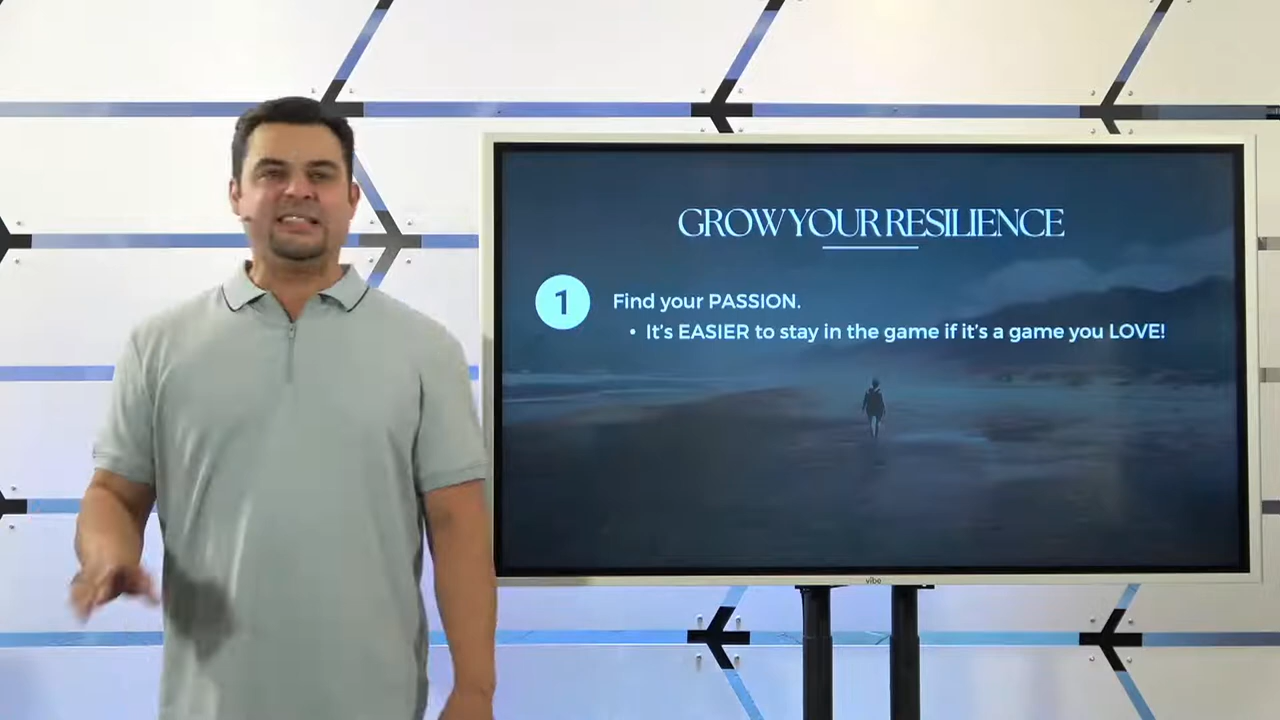 GROW YOUR RESILIENCE
1
Find your PASSION.
• It's EASIER to stay in the game if it's a game you LOVE!
vibe